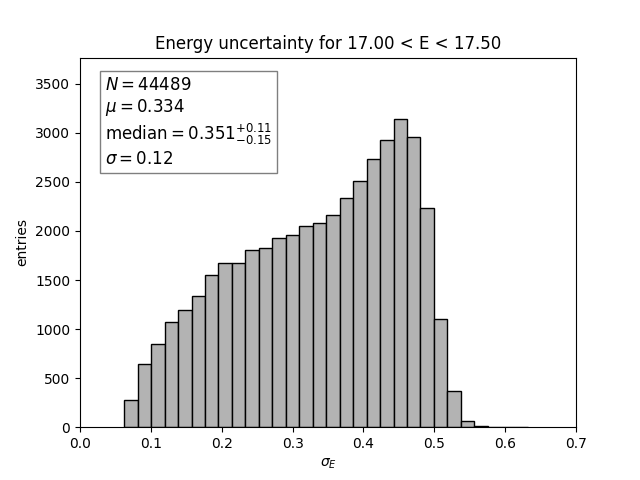 Energy uncertainty for 17.00 < E < 17.50
N = 44489
μ = 0.334
median = 0.351 +0.11 −0.15
σ = 0.12
entries
3500
3000
2500
2000
1500
1000
500
0
0.0 0.1 0.2 0.3 0.4 0.5 0.6 0.7
σE